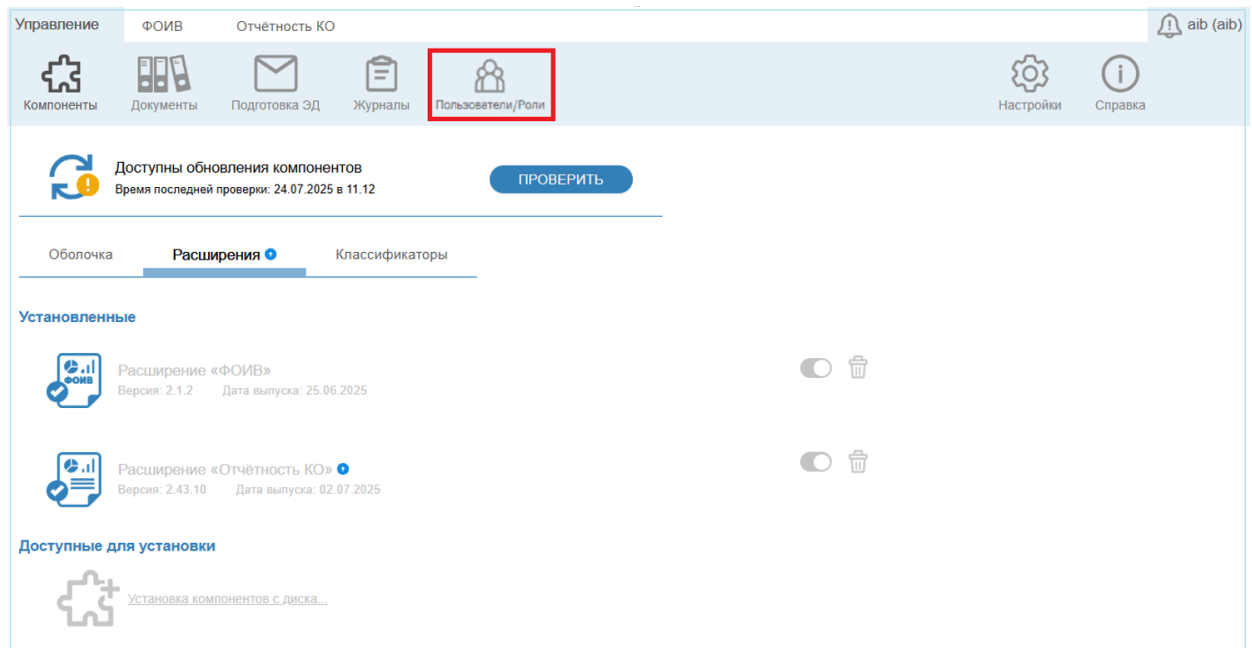 Управление ФОИВ Отчётность КО aib (aib)
Компоненты Документы Подготовка ЭД Журналы Пользователи/Роли Настройки Справка
Доступны обновления компонентов
Время последней проверки: 24.07.2025 в 11.12
ПРОВЕРИТЬ
Оболочка Расширения Классификаторы
Установленные
ФОИВ
Расширение «ФОИВ»
Версия: 2.1.2 Дата выпуска: 25.06.2025
Расширение «Отчётность КО»
Версия: 2.43.10 Дата выпуска: 02.07.2025
Доступные для установки
Установка компонентов с диска...